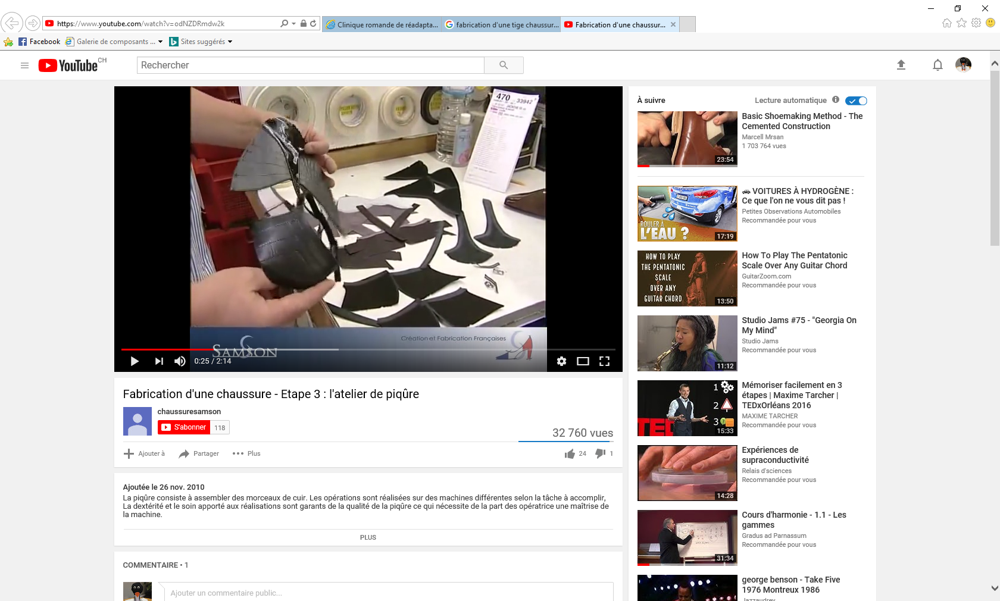 https://www.youtube.com/watch?v=odNZDRmdw2k
Clinique romande de réadapta...
fabrication d'une tige chaussur...
Fabrication d'une chaussur...
Facebook
Galerie de composants ...
Sites suggérés
YouTube CH
Rechercher
470
33942
Création et Fabrication Françaises
SAMSON
0:25 / 2:14
Fabrication d'une chaussure - Etape 3 : l'atelier de piqûre
chaussuresamson
S'abonner 118
32 760 vues
Ajouter à
Partager
Plus
24
1
Ajoutée le 26 nov. 2010
La piqûre consiste à assembler des morceaux de cuir. Les opérations sont réalisées sur des machines différentes selon la tâche à accomplir,
La dextérité et le soin apporté aux réalisations sont garants de la qualité de la piqûre ce qui nécessite de la part des opératrice une maîtrise de
la machine.
PLUS
COMMENTAIRE • 1
Ajouter un commentaire public...
À suivre
Lecture automatique
23:54
Basic Shoemaking Method - The
Cemented Construction
Marcell Mrsan
1 703 764 vues
ROULER À
L'EAU ?
17:19
VOITURES À HYDROGÈNE :
Ce que l'on ne vous dit pas !
Petites Observations Automobiles
Recommandée pour vous
HOW TO PLAY
THE PENTATONIC
SCALE
OVER ANY
GUITAR CHORD
13:50
How To Play The Pentatonic
Scale Over Any Guitar Chord
GuitarZoom.com
Recommandée pour vous
11:12
Studio Jams #75 - "Georgia On
My Mind"
Studio Jams
Recommandée pour vous
1
2
3
TED
15:33
Mémoriser facilement en 3
étapes | Maxime Tarcher |
TEDxOrléans 2016
MAXIME TARCHER
Recommandée pour vous
14:28
Expériences de
supraconductivité
Relais d'sciences
Recommandée pour vous
31:34
Cours d'harmonie - 1.1 - Les
gammes
Gradus ad Parnassum
Recommandée pour vous
george benson - Take Five
1976 Montreux 1986
Jazzaudrey